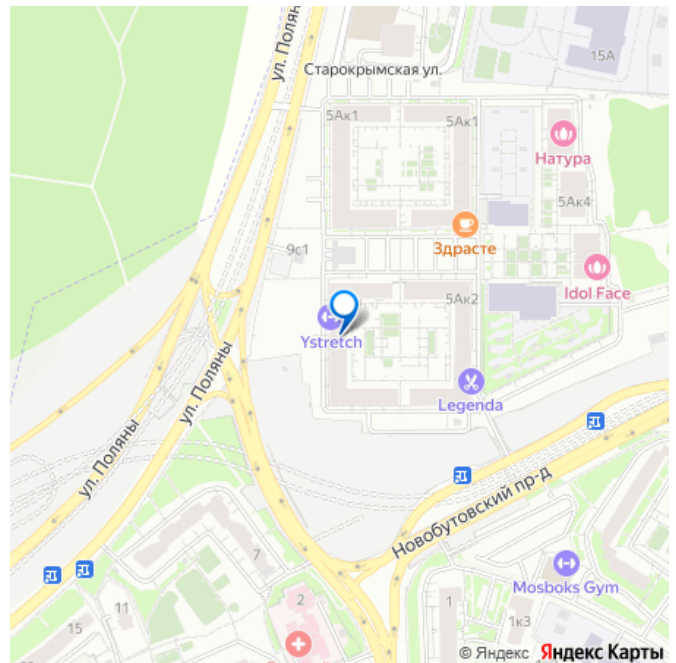 ул. Поляны
15А
Старокрымская ул.
5Ак1
5Ак1
Натура
5Ак4
Здрасте
9с1
Idol Face
5Ак2
Ystretch
ул. Поляны
Legenda
ул. Поляны
Новобутовский пр-д
7
Mosboks Gym
2
11
1
1к3
15
© Яндекс Яндекс Карты